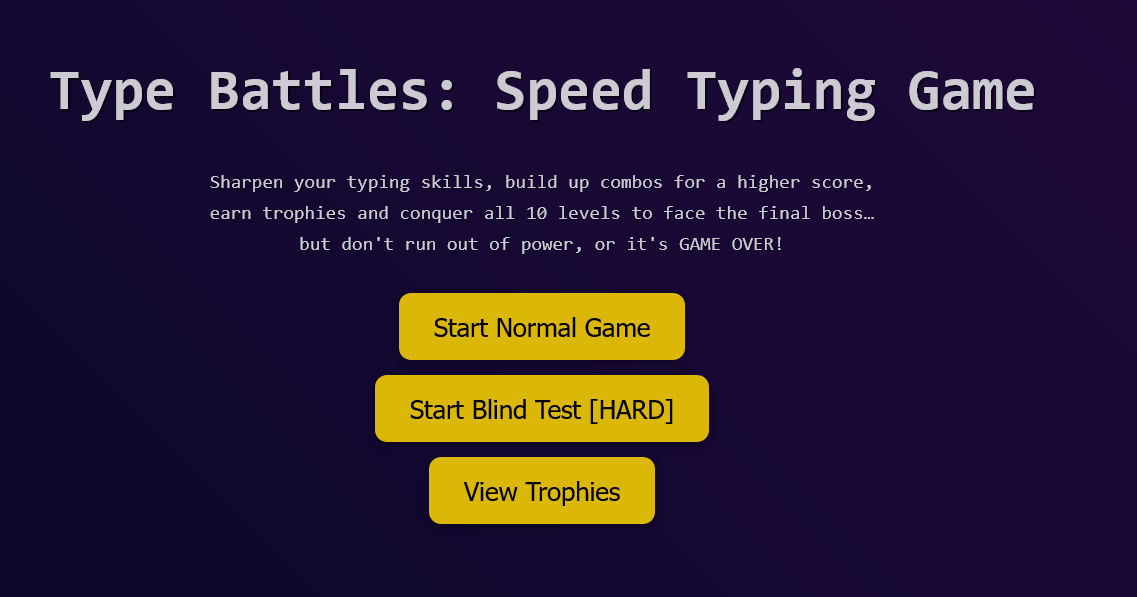 Type Battles: Speed Typing Game
Sharpen your typing skills, build up combos for a higher score,
earn trophies and conquer all 10 levels to face the final boss…
but don't run out of power, or it's GAME OVER!
Start Normal Game
Start Blind Test [HARD]
View Trophies